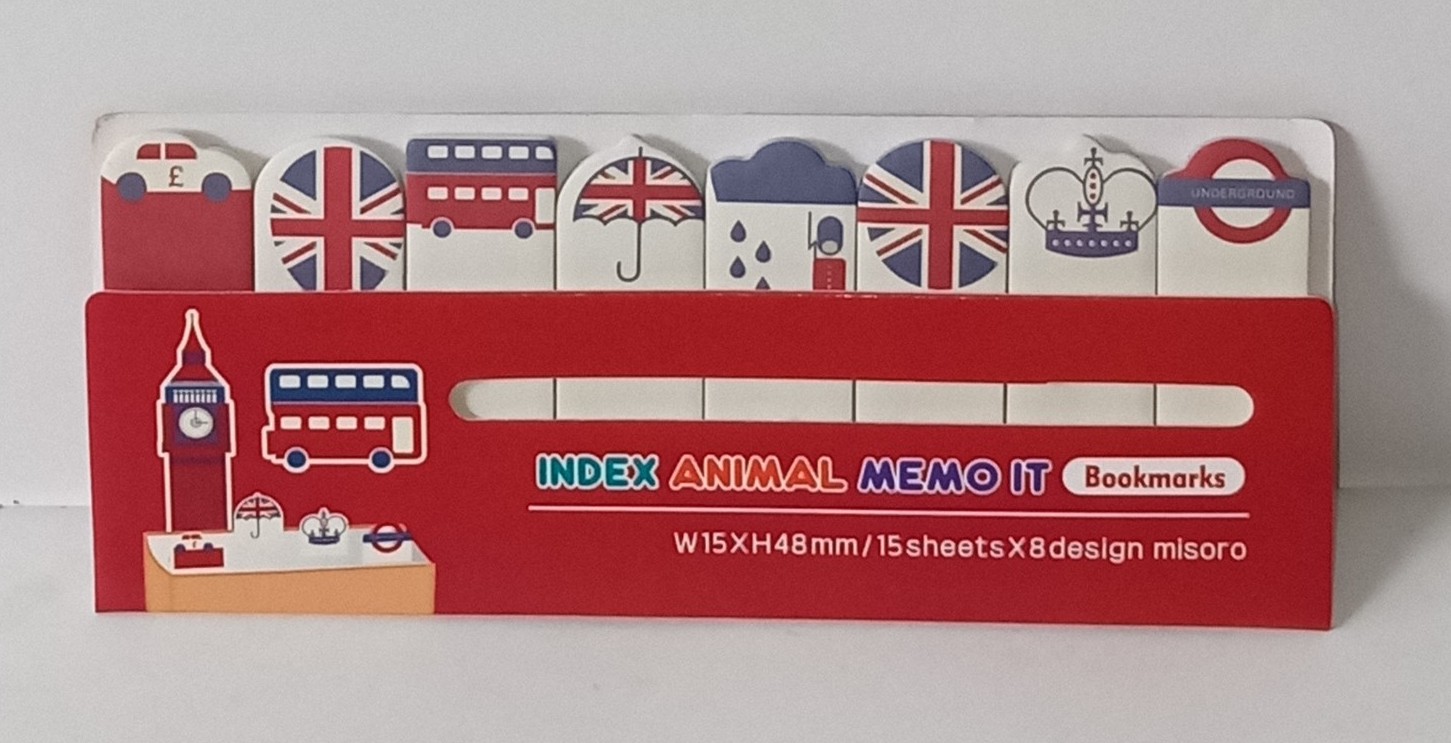 £
UNDERGROUND
INDEX ANIMAL MEMO IT Bookmarks
W15XH48mm/15sheetsX8design misoro